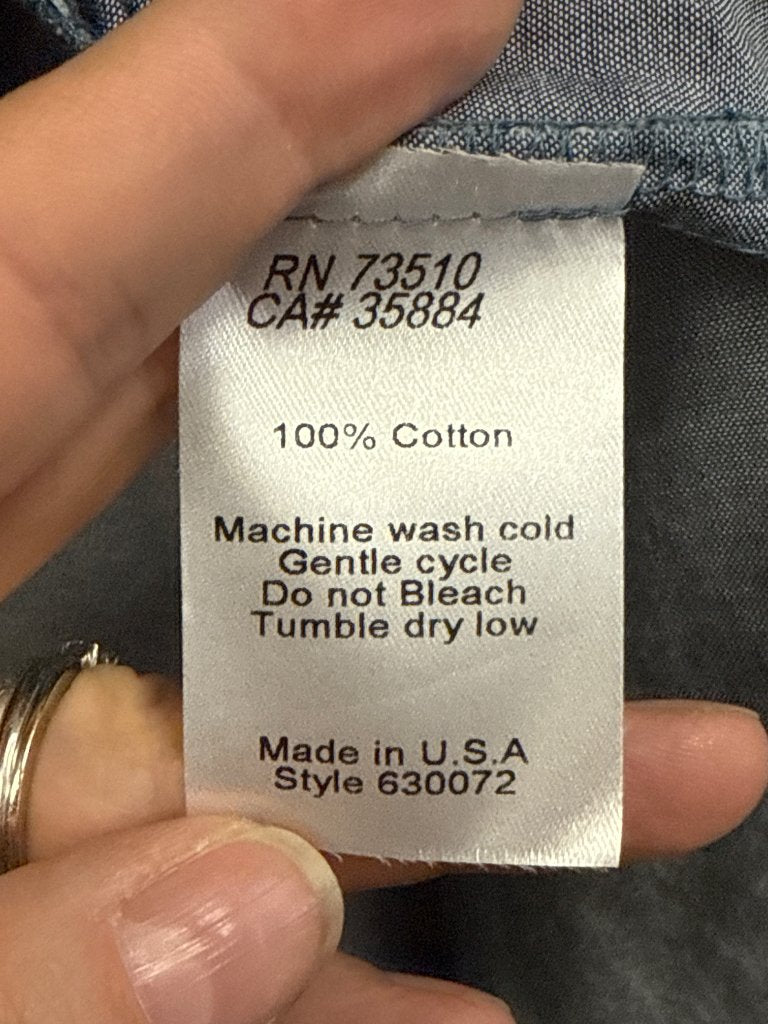 RN 73510
CA# 35884
100% Cotton
Machine wash cold
Gentle cycle
Do not Bleach
Tumble dry low
Made in U.S.A
Style 630072